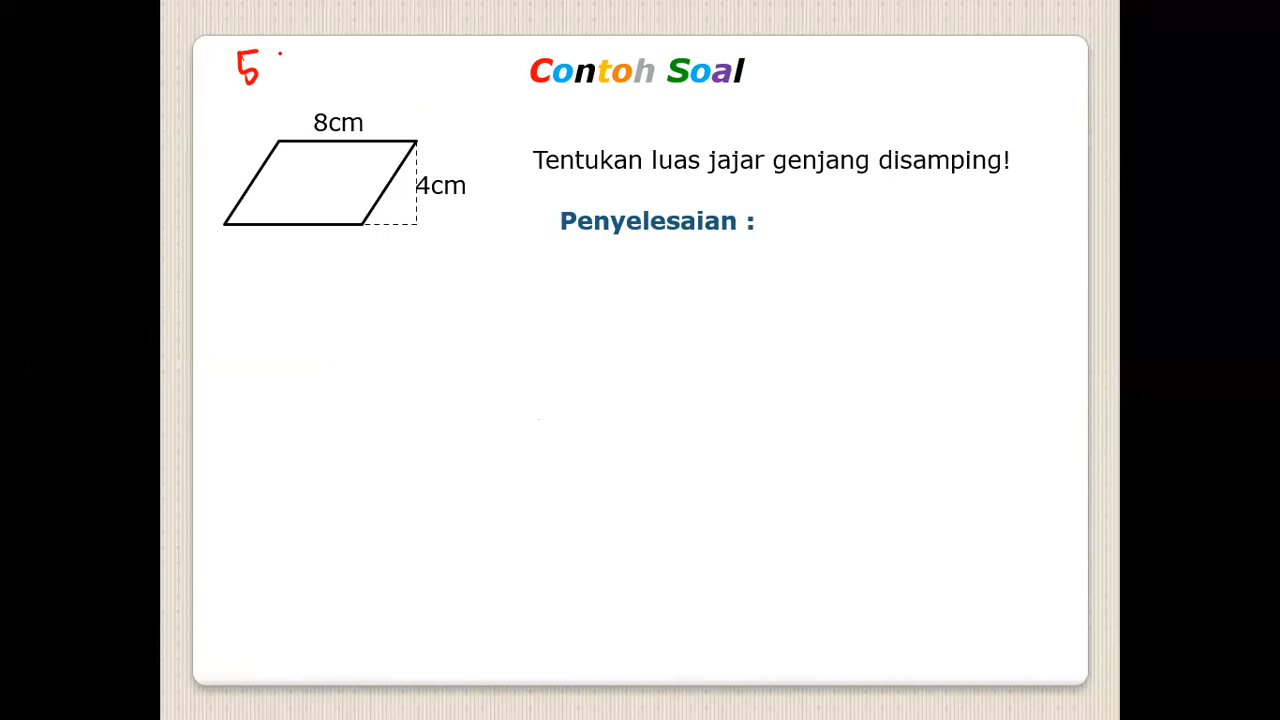 5
Contoh Soal
8cm
Tentukan luas jajar genjang disamping!
4cm
Penyelesaian :